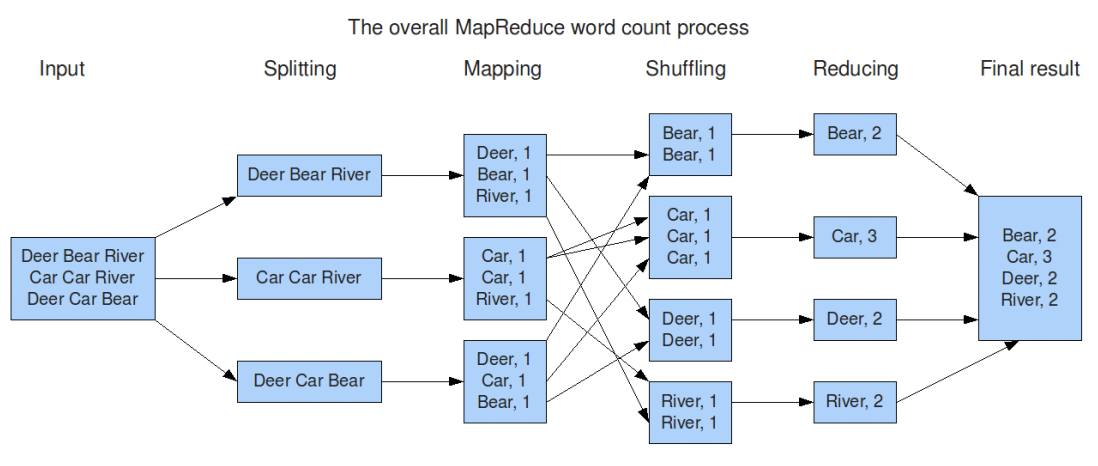 The overall MapReduce word count process
Input
Splitting
Mapping
Shuffling
Reducing
Final result
Deer Bear River
Car Car River
Deer Car Bear
Deer Bear River
Car Car River
Deer Car Bear
Deer, 1
Bear, 1
River, 1
Car, 1
Car, 1
River, 1
Deer, 1
Car, 1
Bear, 1
Bear, 1
Bear, 1
Car, 1
Car, 1
Car, 1
Deer, 1
Deer, 1
River, 1
River, 1
Bear, 2
Car, 3
Deer, 2
River, 2
Bear, 2
Car, 3
Deer, 2
River, 2